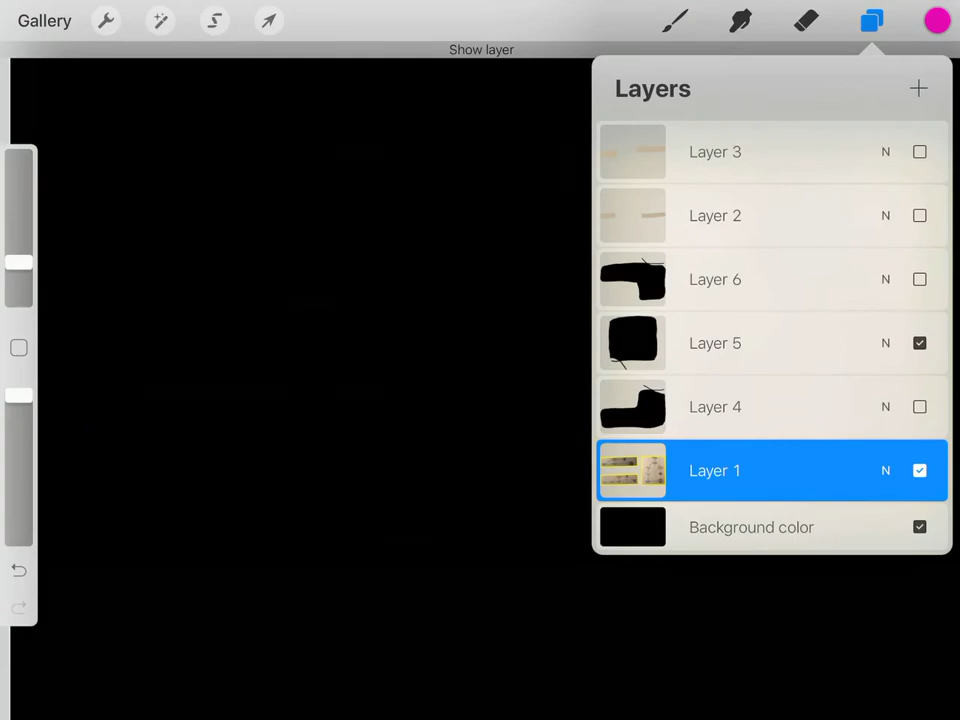 Gallery
Show layer
Layers
Layer 3 N
Layer 2 N
Layer 6 N
Layer 5 N
Layer 4 N
Layer 1 N
Background color